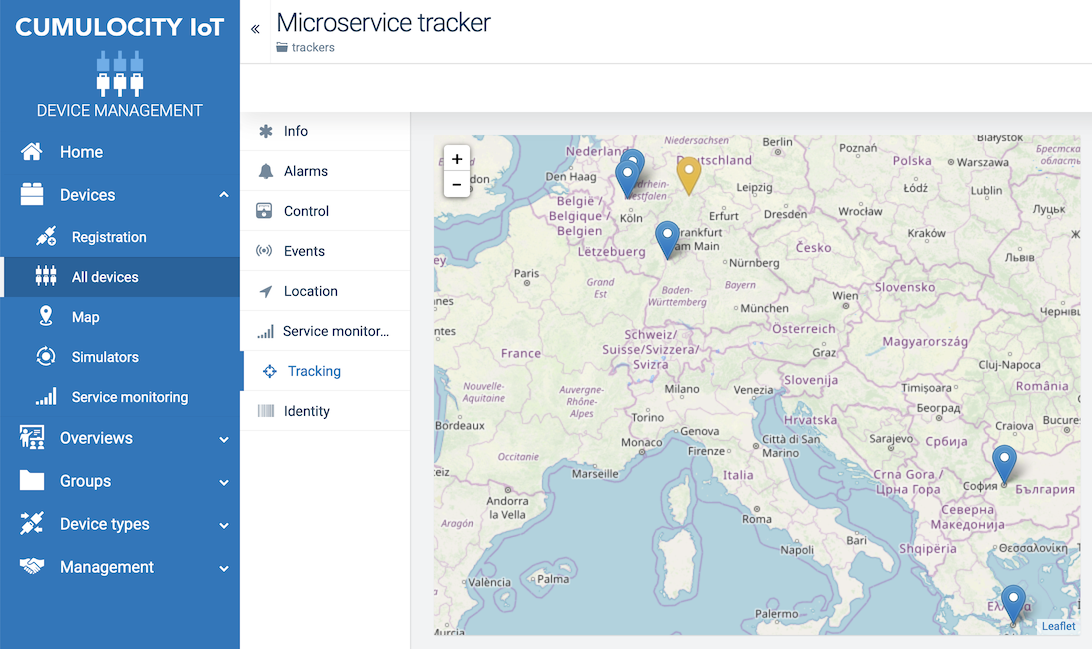 CUMULOCITY IoT
DEVICE MANAGEMENT
Home
Devices
Registration
All devices
Map
Simulators
Service monitoring
Overviews
Groups
Device types
Management
«
Microservice tracker
trackers
Info
Alarms
Control
Events
Location
Service monitor...
Tracking
Identity
+
−
Niedersachsen
Berlin
Poznań
Białystok
Nederland
Deutschland
Polska
Warszawa
Den Haag
Leipzig
Łódź
Lublin
België /
Belgique /
Belgien
Köln
Erfurt
Dresden
Wrocław
Луцьк
Lëtzebuerg
am Main
Česko
Kraków
Львів
Nürnberg
Paris
Grand
Est
Baden-
Württemberg
Bayern
Slovensko
Wien
München
France
Schweiz/
Suisse/Svizzera/
Svizra
Österreich
Magyarország
Graz
Cluj-Napoca
Nouvelle-
Aquitaine
Auvergne-
Rhône-
Alpes
Milano
Venezia
Slovenija
Timișoara
România
Hrvatska
Београд
Bordeaux
Torino
Genova
Craiova
Monaco
Firenze
Città di San
Marino
Sarajevo
Србија
Occitanie
Marseille
Italia
Crna Gora /
Црна Гора
София
България
Andorra
la Vella
Aragón
Roma
Северна
Македонија
Napoli
Bari
Shqipëria
Θεσσαλονίκη
València
Palma
Palermo
Leaflet